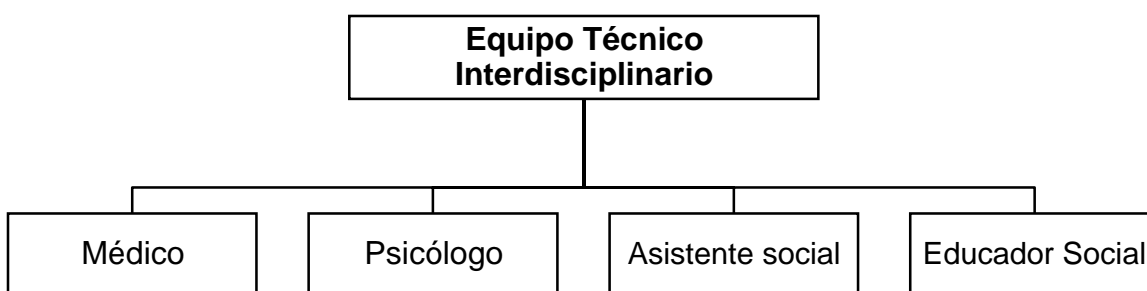 Equipo Técnico
Interdisciplinario
Médico
Psicólogo
Asistente social
Educador Social